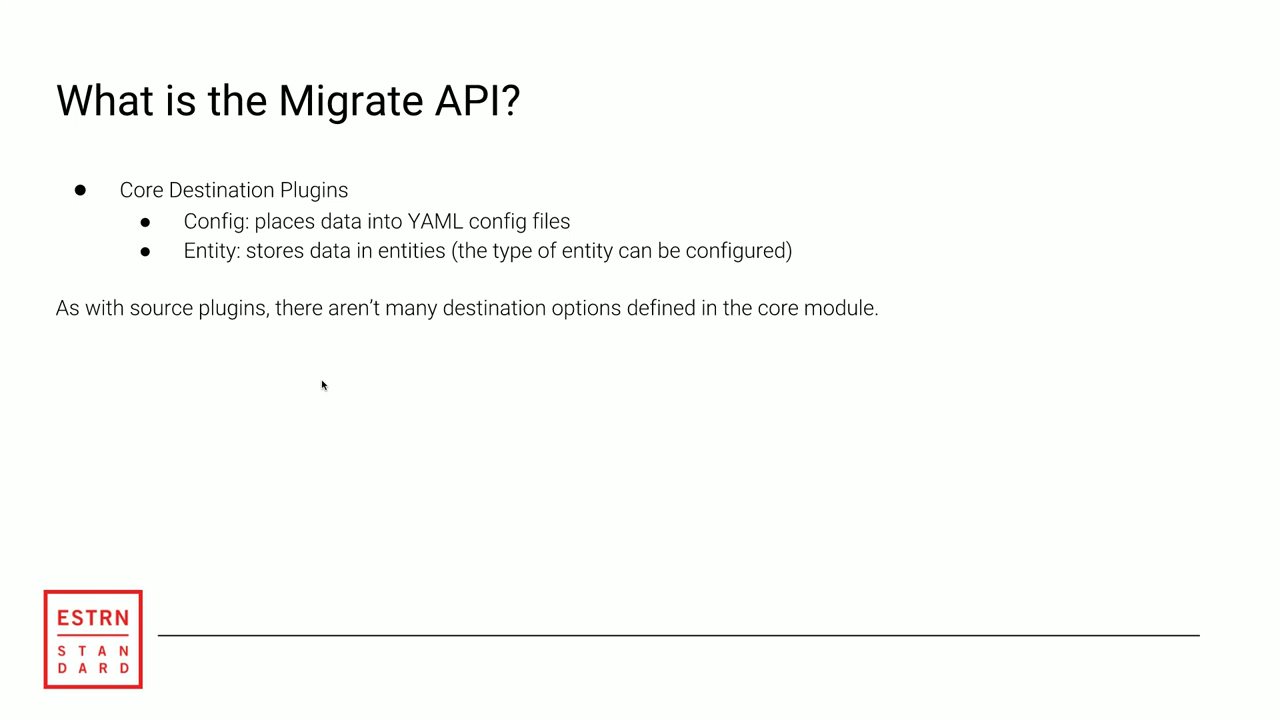 What is the Migrate API?
● Core Destination Plugins
● Config: places data into YAML config files
● Entity: stores data in entities (the type of entity can be configured)
As with source plugins, there aren’t many destination options defined in the core module.
ESTRN
STAN
DARD